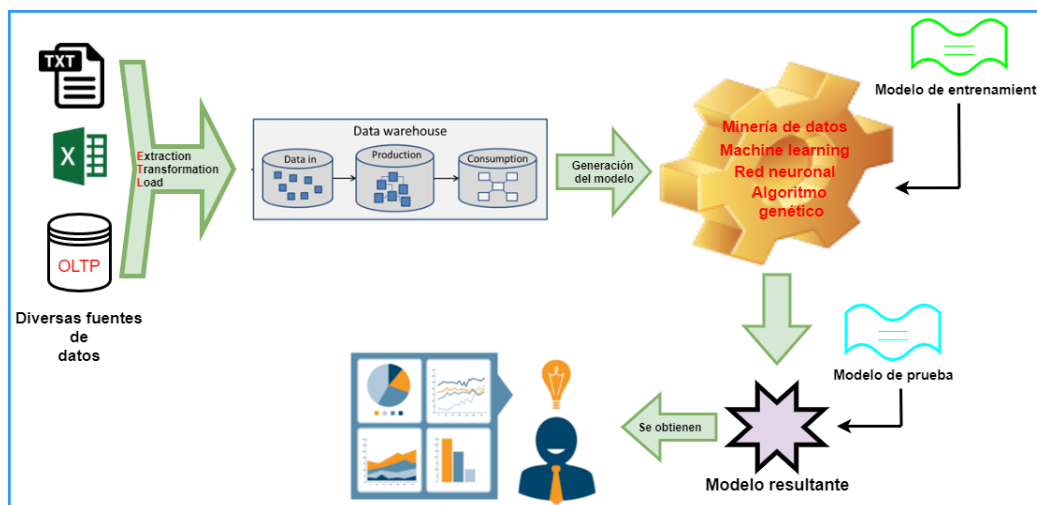 TXT
X
OLTP
Diversas fuentes
de
datos
Extraction
Transformation
Load
Data warehouse
Data in
Production
Consumption
Generación
del modelo
Minería de datos
Machine learning
Red neuronal
Algoritmo
genético
Modelo de entrenamient
Modelo de prueba
Modelo resultante
Se obtienen